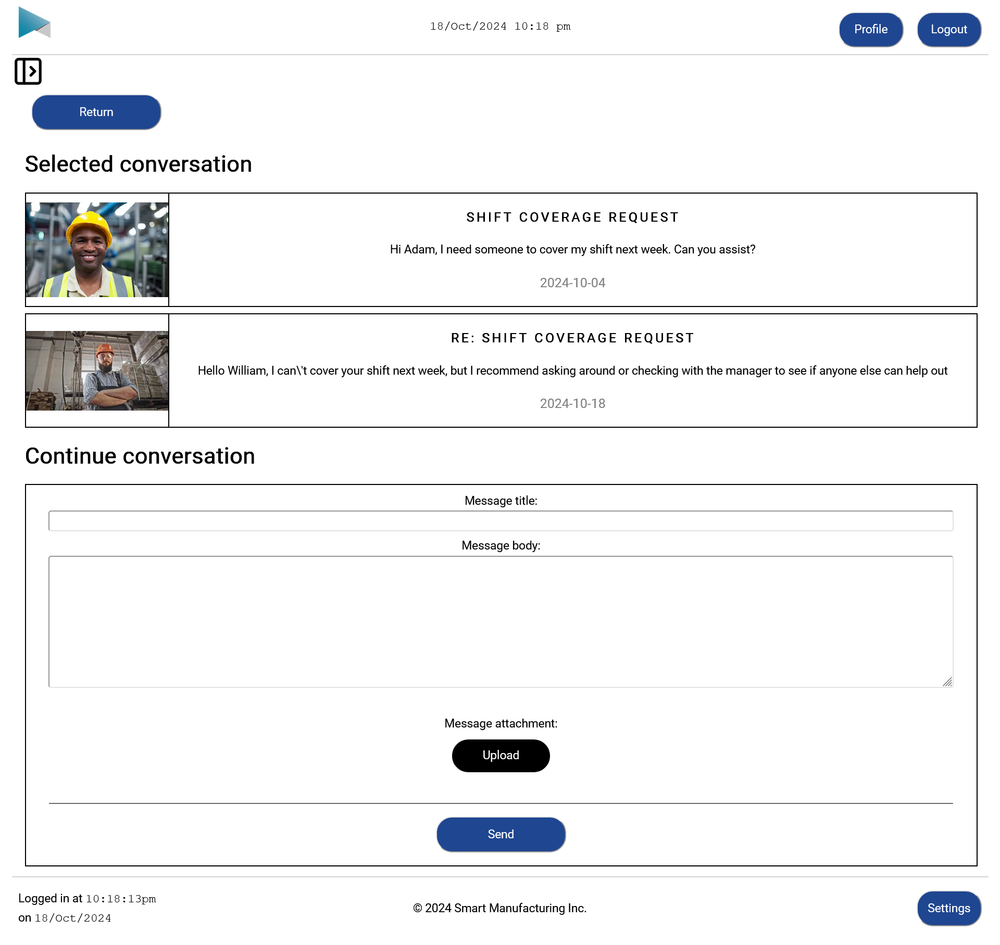 18/Oct/2024 10:18 pm
Profile
Logout
Return
Selected conversation
SHIFT COVERAGE REQUEST
Hi Adam, I need someone to cover my shift next week. Can you assist?
2024-10-04
RE: SHIFT COVERAGE REQUEST
Hello William, I can\'t cover your shift next week, but I recommend asking around or checking with the manager to see if anyone else can help out
2024-10-18
Continue conversation
Message title:
Message body:
Message attachment:
Upload
Send
Logged in at 10:18:13pm
on 18/Oct/2024
© 2024 Smart Manufacturing Inc.
Settings